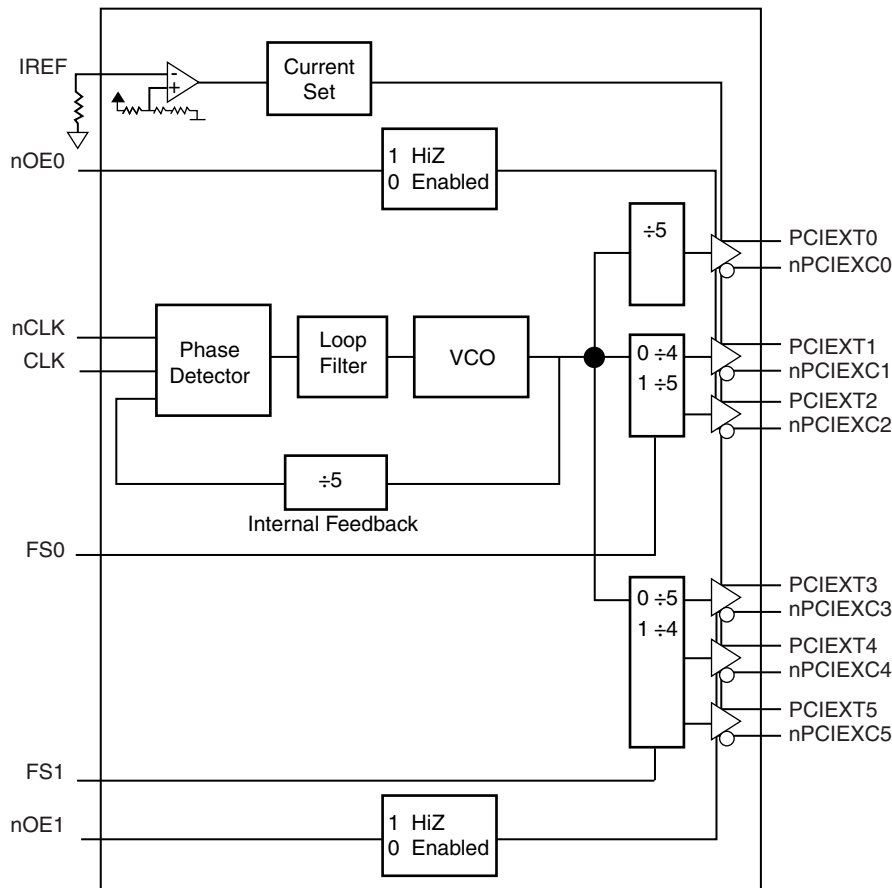 IREF
-
+
Current
Set
nOE0
1 HiZ
0 Enabled
÷5
PCIEXT0
nPCIEXC0
nCLK
CLK
Phase
Detector
Loop
Filter
VCO
0 ÷4
1 ÷5
PCIEXT1
nPCIEXC1
PCIEXT2
nPCIEXC2
÷5
Internal Feedback
FS0
0 ÷5
1 ÷4
PCIEXT3
nPCIEXC3
PCIEXT4
nPCIEXC4
PCIEXT5
nPCIEXC5
FS1
nOE1
1 HiZ
0 Enabled